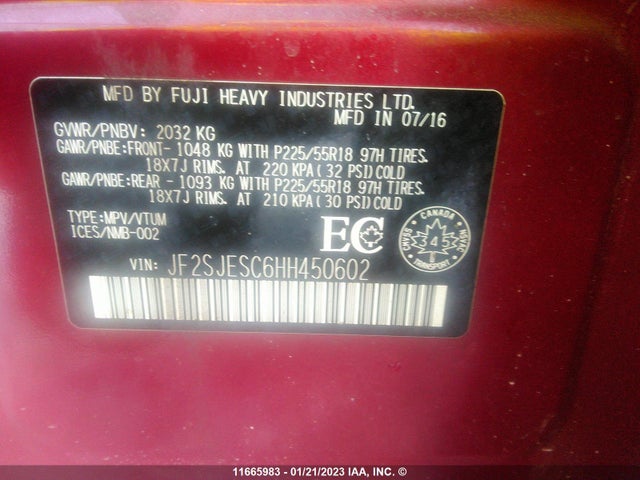 MFD BY FUJI HEAVY INDUSTRIES LTD.
MFD IN 07/16
GVWR/PNBV: 2032 KG
GAWR/PNBE:FRONT- 1048 KG WITH P225/55R18 97H TIRES.
18X7J RIMS. AT 220 KPA(32 PSI)COLD
GAWR/PNBE:REAR - 1093 KG WITH P225/55R18 97H TIRES.
18X7J RIMS. AT 210 KPA(30 PSI)COLD
TYPE:MPV/VTUM
ICES/NMB-002
EC
CANADA
CMVSS
345
NSVAC
TRANSPORT
VIN: JF2SJESC6HH450602
11665983 - 01/21/2023 IAA, INC. ©